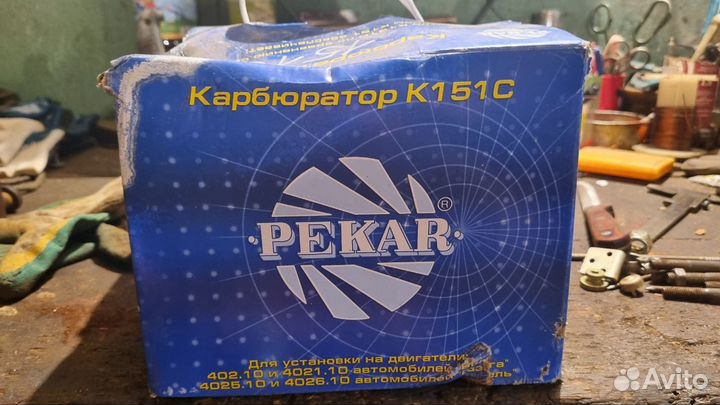 Карбюратор К151С
PEKAR ®
Для установки на двигатели:
402.10 и 4021.10 автомобилей
4025.10 и 4026.10 автомобилей
Avito